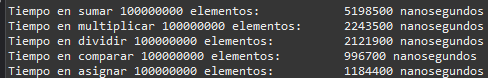 Tiempo en sumar 100000000 elementos: 5198500 nanosegundos
Tiempo en multiplicar 100000000 elementos: 2243500 nanosegundos
Tiempo en dividir 100000000 elementos: 2121900 nanosegundos
Tiempo en comparar 100000000 elementos: 996700 nanosegundos
Tiempo en asignar 100000000 elementos: 1184400 nanosegundos